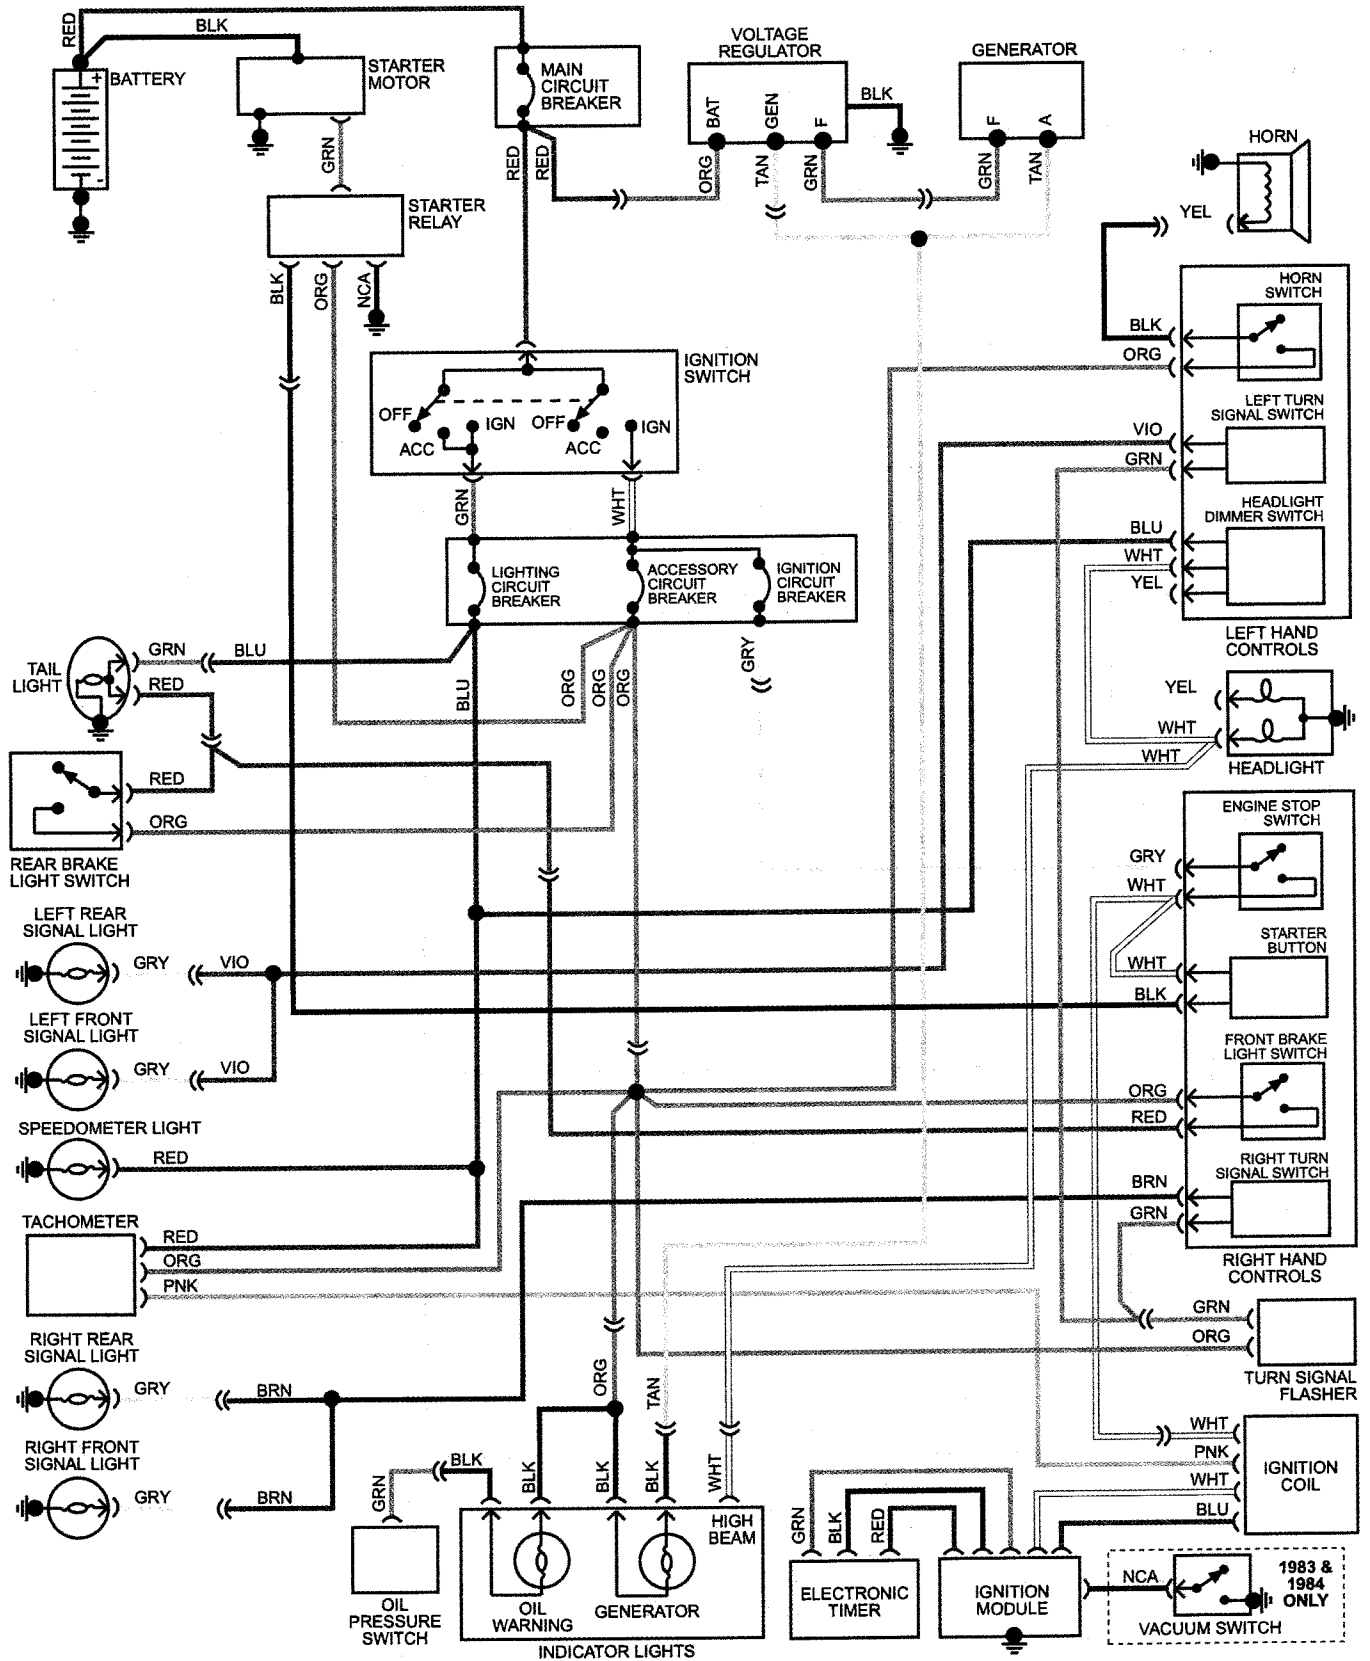 RED
BLK
BATTERY
+
-
STARTER
MOTOR
GRN
STARTER
RELAY
BLK
ORG
NCA
MAIN
CIRCUIT
BREAKER
RED
RED
VOLTAGE
REGULATOR
BAT
GEN
F
BLK
ORG
TAN
GRN
GENERATOR
F
A
GRN
TAN
HORN
YEL
HORN
SWITCH
BLK
ORG
LEFT TURN
SIGNAL SWITCH
VIO
GRN
HEADLIGHT
DIMMER SWITCH
BLU
WHT
YEL
LEFT HAND
CONTROLS
IGNITION
SWITCH
OFF
ACC
IGN
OFF
ACC
IGN
GRN
WHT
LIGHTING
CIRCUIT
BREAKER
ACCESSORY
CIRCUIT
BREAKER
IGNITION
CIRCUIT
BREAKER
BLU
ORG
ORG
ORG
GRY
TAIL
LIGHT
GRN
BLU
RED
RED
ORG
REAR BRAKE
LIGHT SWITCH
YEL
WHT
WHT
HEADLIGHT
ENGINE STOP
SWITCH
GRY
WHT
STARTER
BUTTON
WHT
BLK
FRONT BRAKE
LIGHT SWITCH
ORG
RED
RIGHT TURN
SIGNAL SWITCH
BRN
GRN
RIGHT HAND
CONTROLS
LEFT REAR
SIGNAL LIGHT
GRY
VIO
LEFT FRONT
SIGNAL LIGHT
GRY
VIO
SPEEDOMETER LIGHT
RED
TACHOMETER
RED
ORG
PNK
RIGHT REAR
SIGNAL LIGHT
GRY
BRN
RIGHT FRONT
SIGNAL LIGHT
GRY
BRN
GRN
ORG
TURN SIGNAL
FLASHER
WHT
PNK
WHT
BLU
IGNITION
COIL
ORG
TAN
GRN
BLK
BLK
BLK
BLK
WHT
HIGH
BEAM
OIL
PRESSURE
SWITCH
OIL
WARNING
GENERATOR
INDICATOR LIGHTS
GRN
BLK
RED
ELECTRONIC
TIMER
IGNITION
MODULE
NCA
1983 &
1984
ONLY
VACUUM SWITCH